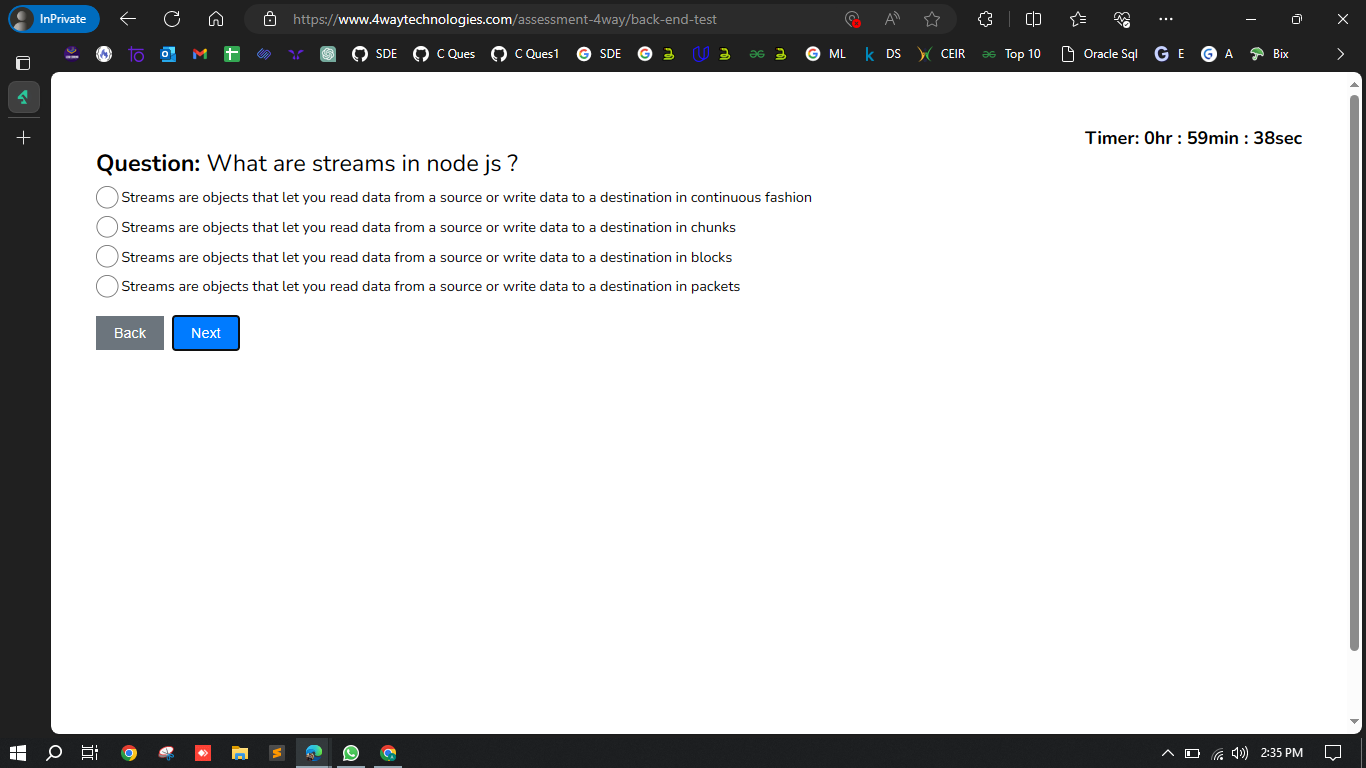 InPrivate
https://www.4waytechnologies.com/assessment-4way/back-end-test
SDE
C Ques
C Ques1
SDE
ML
DS
CEIR
Top 10
Oracle Sql
E
A
Bix
Timer: 0hr : 59min : 38sec
Question: What are streams in node js ?
Streams are objects that let you read data from a source or write data to a destination in continuous fashion
Streams are objects that let you read data from a source or write data to a destination in chunks
Streams are objects that let you read data from a source or write data to a destination in blocks
Streams are objects that let you read data from a source or write data to a destination in packets
Back
Next
2:35 PM